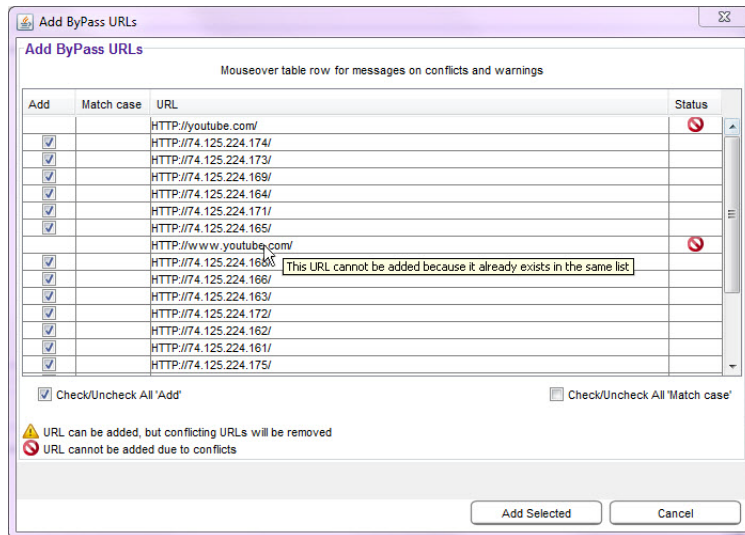 Add ByPass URLs
Add ByPass URLs
Mouseover table row for messages on conflicts and warnings
Add Match case URL Status
HTTP://youtube.com/
HTTP://74.125.224.174/
HTTP://74.125.224.173/
HTTP://74.125.224.169/
HTTP://74.125.224.164/
HTTP://74.125.224.171/
HTTP://74.125.224.165/
HTTP://www.youtube.com/
HTTP://74.125.224.168/
This URL cannot be added because it already exists in the same list
HTTP://74.125.224.166/
HTTP://74.125.224.163/
HTTP://74.125.224.172/
HTTP://74.125.224.162/
HTTP://74.125.224.161/
HTTP://74.125.224.175/
Check/Uncheck All 'Add' Check/Uncheck All 'Match case'
URL can be added, but conflicting URLs will be removed
URL cannot be added due to conflicts
Add Selected Cancel